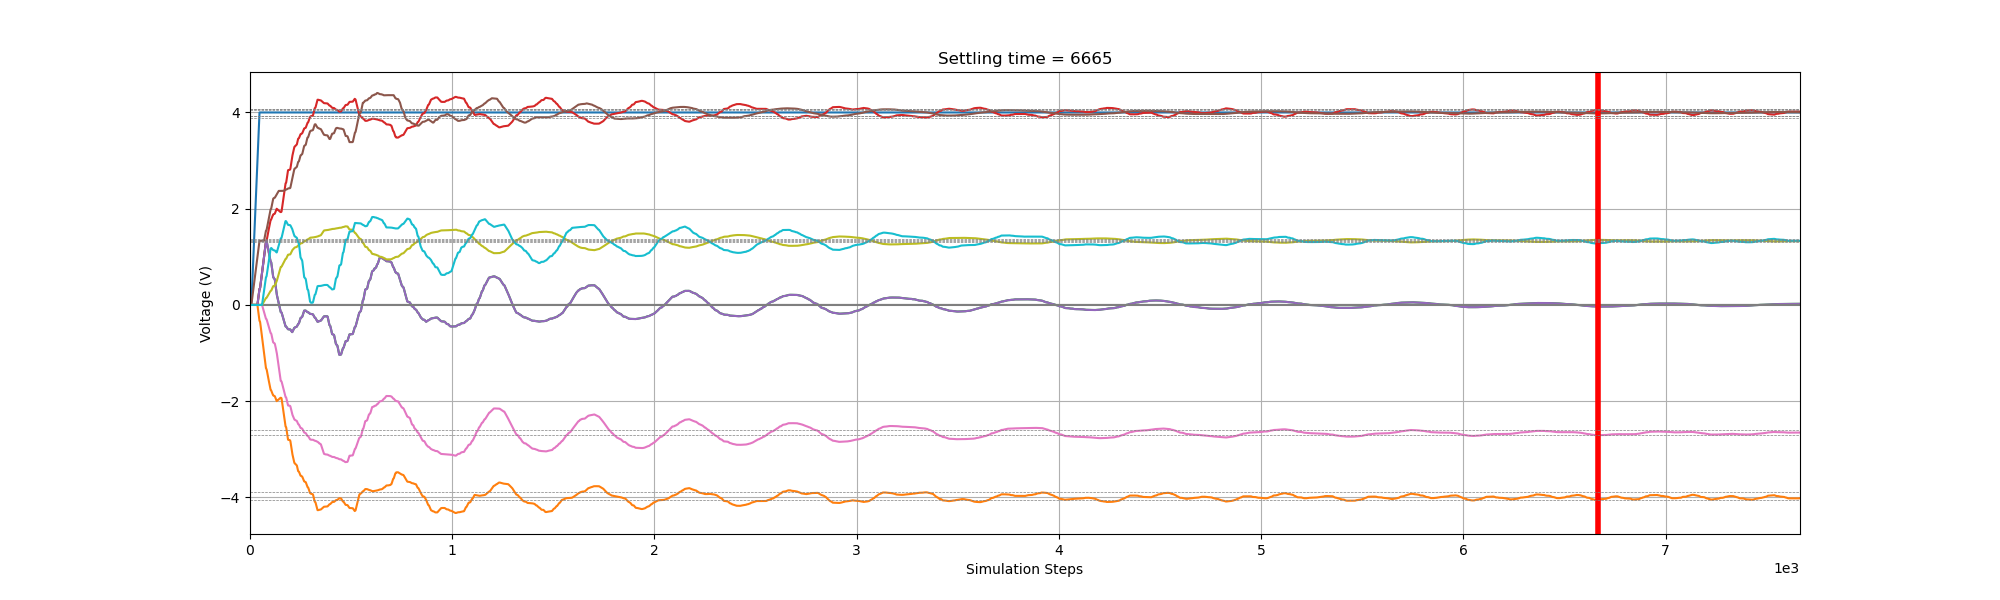 Settling time = 6665
Voltage (V)
4
2
0
−2
−4
0 1 2 3 4 5 6 7
1e3
Simulation Steps